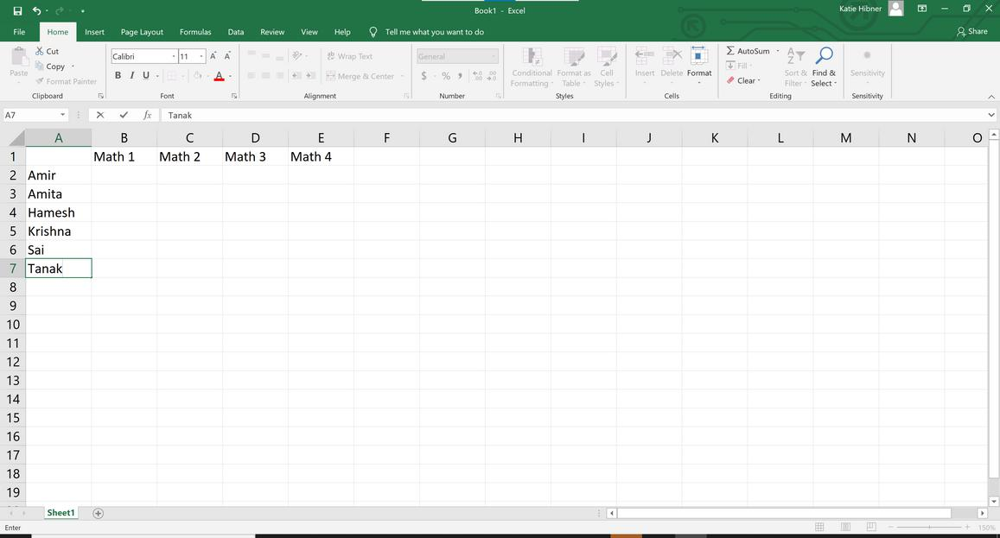 Book1 - Excel
Katie Hibner
File Home Insert Page Layout Formulas Data Review View Help Tell me what you want to do Share
Paste Cut Calibri 11 A A Wrap Text General AutoSum
Copy Conditional Formatting Format as Table Cell Styles Insert Delete Format Fill Sort & Filter Find & Select Sensitivity
Format Painter B I U A Merge & Center $ % , Clear
Clipboard Font Alignment Number Styles Cells Editing Sensitivity
A7 fx Tanak
A B C D E F G H I J K L M N O
1 Math 1 Math 2 Math 3 Math 4
2 Amir
3 Amita
4 Hamesh
5 Krishna
6 Sai
7 Tanak
8
9
10
11
12
13
14
15
16
17
18
19
Sheet1
Enter 150%